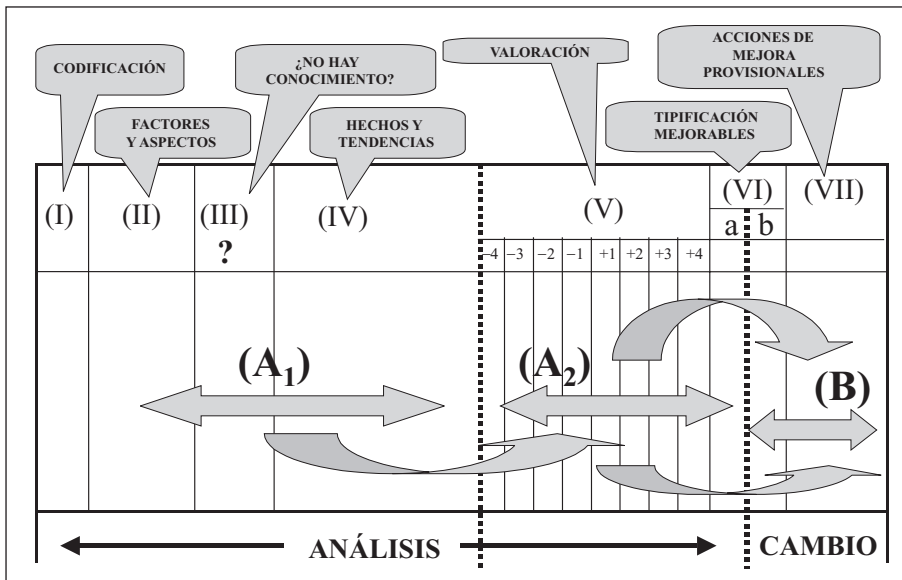 CODIFICACIÓN
FACTORES
Y ASPECTOS
¿NO HAY
CONOCIMIENTO?
HECHOS Y
TENDENCIAS
VALORACIÓN
TIPIFICACIÓN
MEJORABLES
ACCIONES DE
MEJORA
PROVISIONALES
(I) (II) (III) (IV) (V) (VI) (VII)
? a b
−4 −3 −2 −1 +1 +2 +3 +4
(A1) (A2) (B)
ANÁLISIS CAMBIO